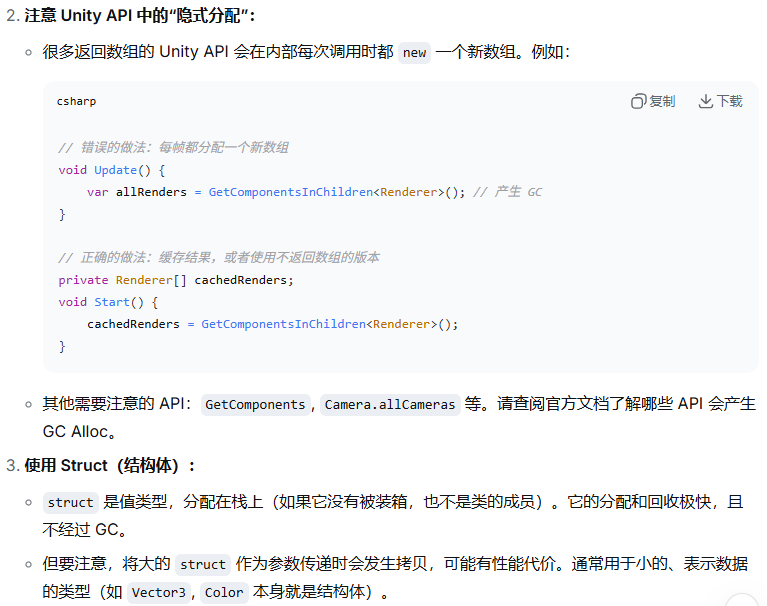 2. 注意 Unity API 中的“隐式分配”：
很多返回数组的 Unity API 会在内部每次调用时都 new 一个新数组。例如：
csharp 复制 下载
// 错误的做法：每帧都分配一个新数组
void Update() {
    var allRenders = GetComponentsInChildren<Renderer>(); // 产生 GC
}
// 正确的做法：缓存结果，或者使用不返回数组的版本
private Renderer[] cachedRenders;
void Start() {
    cachedRenders = GetComponentsInChildren<Renderer>();
}
其他需要注意的 API：GetComponents, Camera.allCameras 等。请查阅官方文档了解哪些 API 会产生
GC Alloc。
3. 使用 Struct（结构体）：
struct 是值类型，分配在栈上（如果它没有被装箱，也不是类的成员）。它的分配和回收极快，且
不经过 GC。
但要注意，将大的 struct 作为参数传递时会发生拷贝，可能有性能代价。通常用于小的、表示数据
的类型（如 Vector3, Color 本身就是结构体）。